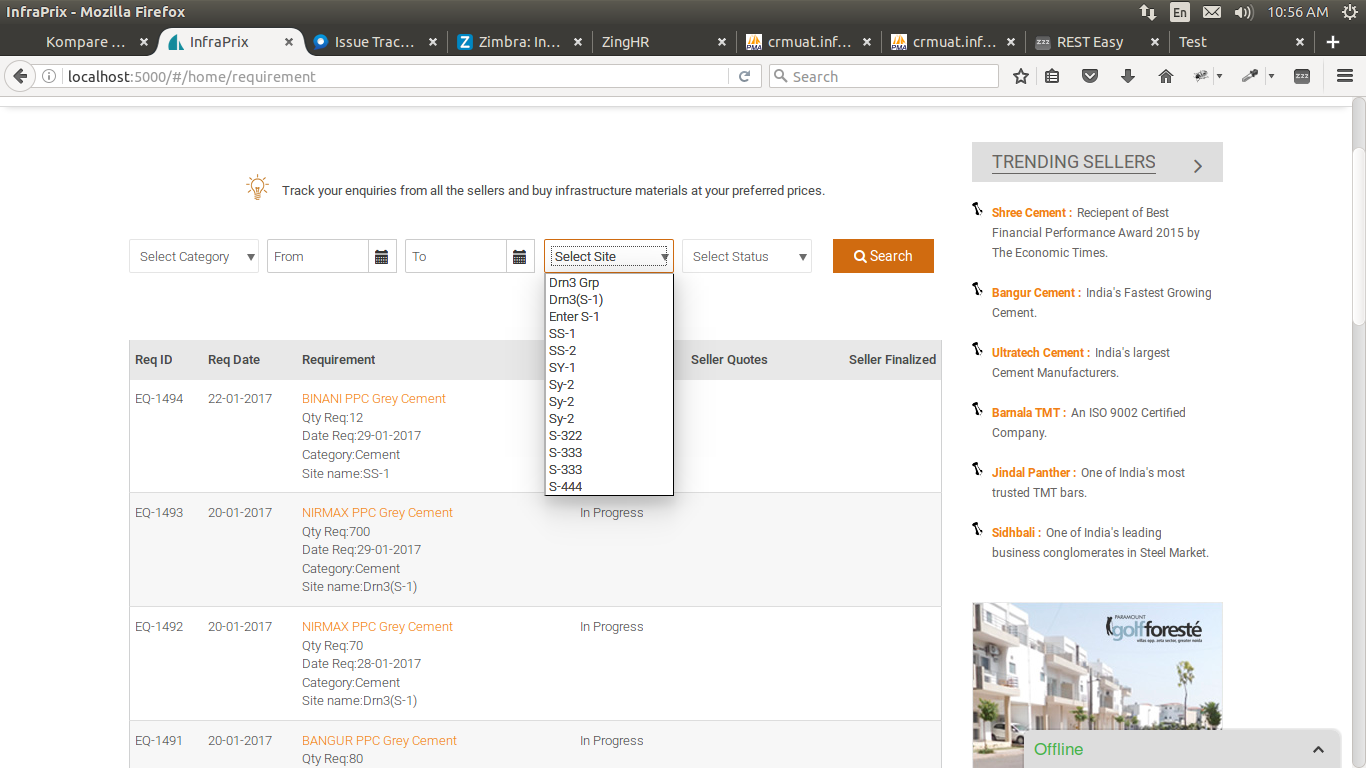 InfraPrix - Mozilla Firefox
En
10:56 AM
Kompare ...
InfraPrix
Issue Trac...
Zimbra: In...
ZingHR
crmuat.inf...
crmuat.inf...
REST Easy
Test
localhost:5000/#/home/requirement
Search
Track your enquiries from all the sellers and buy infrastructure materials at your preferred prices.
Select Category
From
To
Select Site
Select Status
Search
Drn3 Grp
Drn3(S-1)
Enter S-1
SS-1
SS-2
SY-1
Sy-2
Sy-2
Sy-2
S-322
S-333
S-333
S-444
Req ID Req Date Requirement Seller Quotes Seller Finalized
EQ-1494 22-01-2017 BINANI PPC Grey Cement
Qty Req:12
Date Req:29-01-2017
Category:Cement
Site name:SS-1
EQ-1493 20-01-2017 NIRMAX PPC Grey Cement In Progress
Qty Req:700
Date Req:29-01-2017
Category:Cement
Site name:Drn3(S-1)
EQ-1492 20-01-2017 NIRMAX PPC Grey Cement In Progress
Qty Req:70
Date Req:28-01-2017
Category:Cement
Site name:Drn3(S-1)
EQ-1491 20-01-2017 BANGUR PPC Grey Cement In Progress
Qty Req:80
TRENDING SELLERS
Shree Cement : Reciepent of Best
Financial Performance Award 2015 by
The Economic Times.
Bangur Cement : India's Fastest Growing
Cement.
Ultratech Cement : India's largest
Cement Manufacturers.
Barnala TMT : An ISO 9002 Certified
Company.
Jindal Panther : One of India's most
trusted TMT bars.
Sidhbali : One of India's leading
business conglomerates in Steel Market.
PARAMOUNT
golfforesté
villas epp. zeta sector, greater noida
Offline